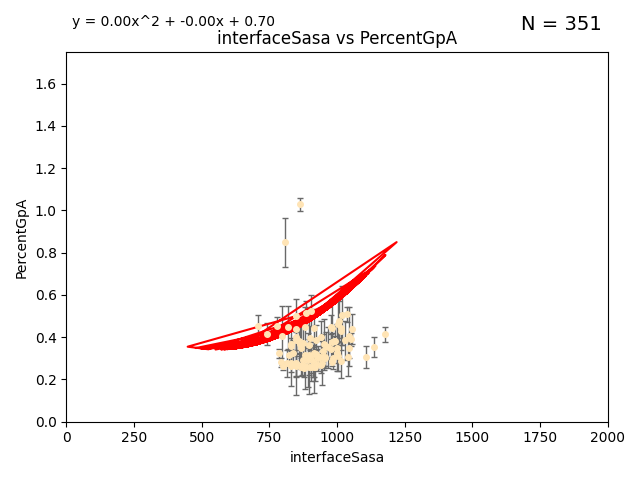 y = 0.00x^2 + -0.00x + 0.70
N = 351
interfaceSasa vs PercentGpA
PercentGpA
1.6
1.4
1.2
1.0
0.8
0.6
0.4
0.2
0.0
0 250 500 750 1000 1250 1500 1750 2000
interfaceSasa